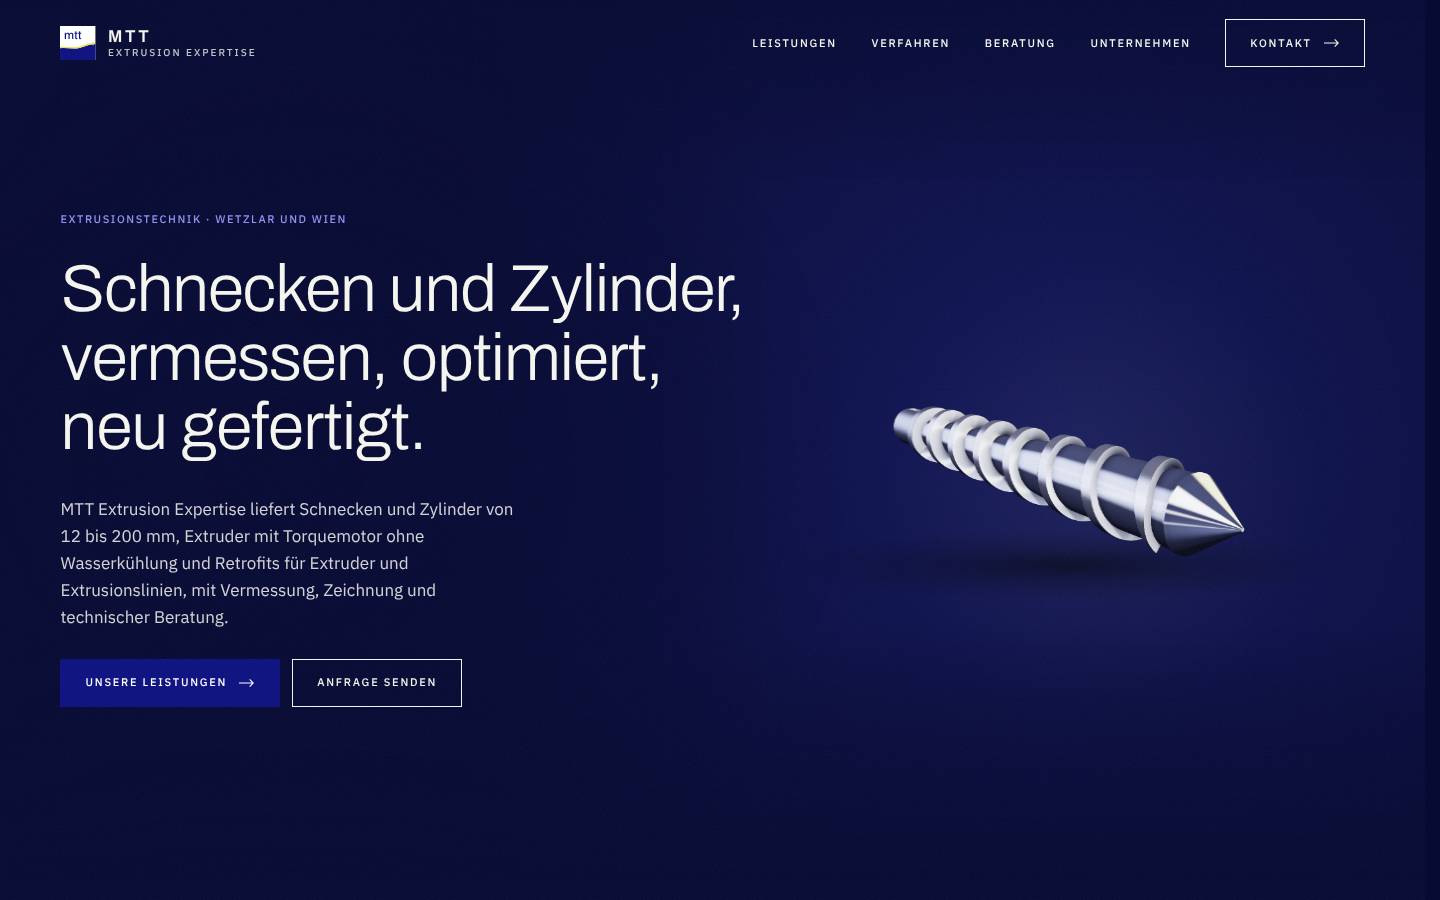 mtt
MTT
EXTRUSION EXPERTISE
LEISTUNGEN
VERFAHREN
BERATUNG
UNTERNEHMEN
KONTAKT
EXTRUSIONSTECHNIK · WETZLAR UND WIEN
Schnecken und Zylinder,
vermessen, optimiert,
neu gefertigt.
MTT Extrusion Expertise liefert Schnecken und Zylinder von
12 bis 200 mm, Extruder mit Torquemotor ohne
Wasserkühlung und Retrofits für Extruder und
Extrusionslinien, mit Vermessung, Zeichnung und
technischer Beratung.
UNSERE LEISTUNGEN
ANFRAGE SENDEN